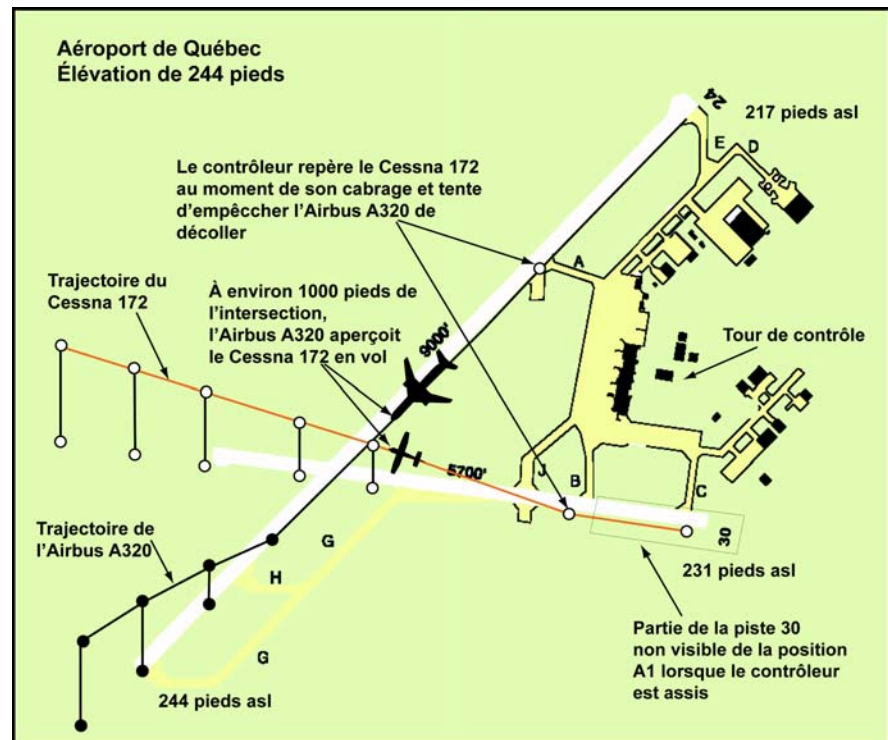 Aéroport de Québec
Élévation de 244 pieds
24
217 pieds asl
E
D
Le contrôleur repère le Cessna 172
au moment de son cabrage et tente
d'empêccher l'Airbus A320 de
décoller
A
Trajectoire du
Cessna 172
À environ 1000 pieds de
l'intersection,
l'Airbus A320 aperçoit
le Cessna 172 en vol
9000'
Tour de contrôle
5700'
J
B
C
30
Trajectoire de
l'Airbus A320
G
H
G
231 pieds asl
244 pieds asl
Partie de la piste 30
non visible de la position
A1 lorsque le contrôleur
est assis